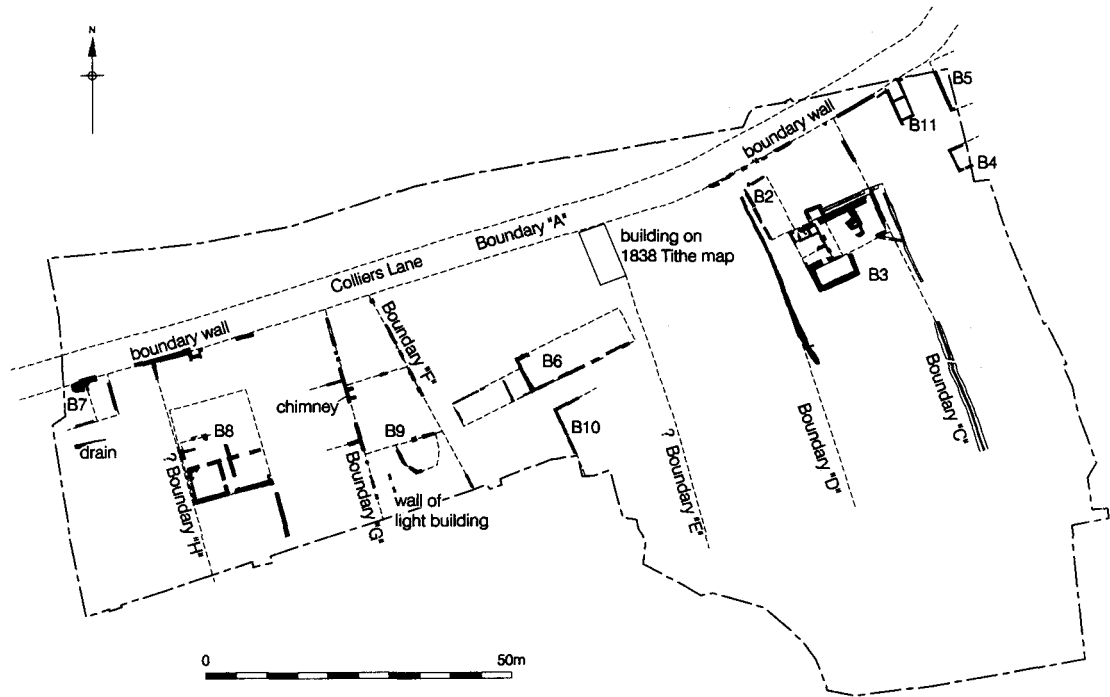 N
B5
B11
B4
boundary wall
B2
building on
1838 Tithe map
B3
Boundary "A"
Colliers Lane
Boundary "F"
boundary wall
B6
B7
chimney
B8
B9
B10
drain
wall of
light building
? Boundary "H"
Boundary "G"
? Boundary "E"
Boundary "D"
Boundary "C"
0
50m